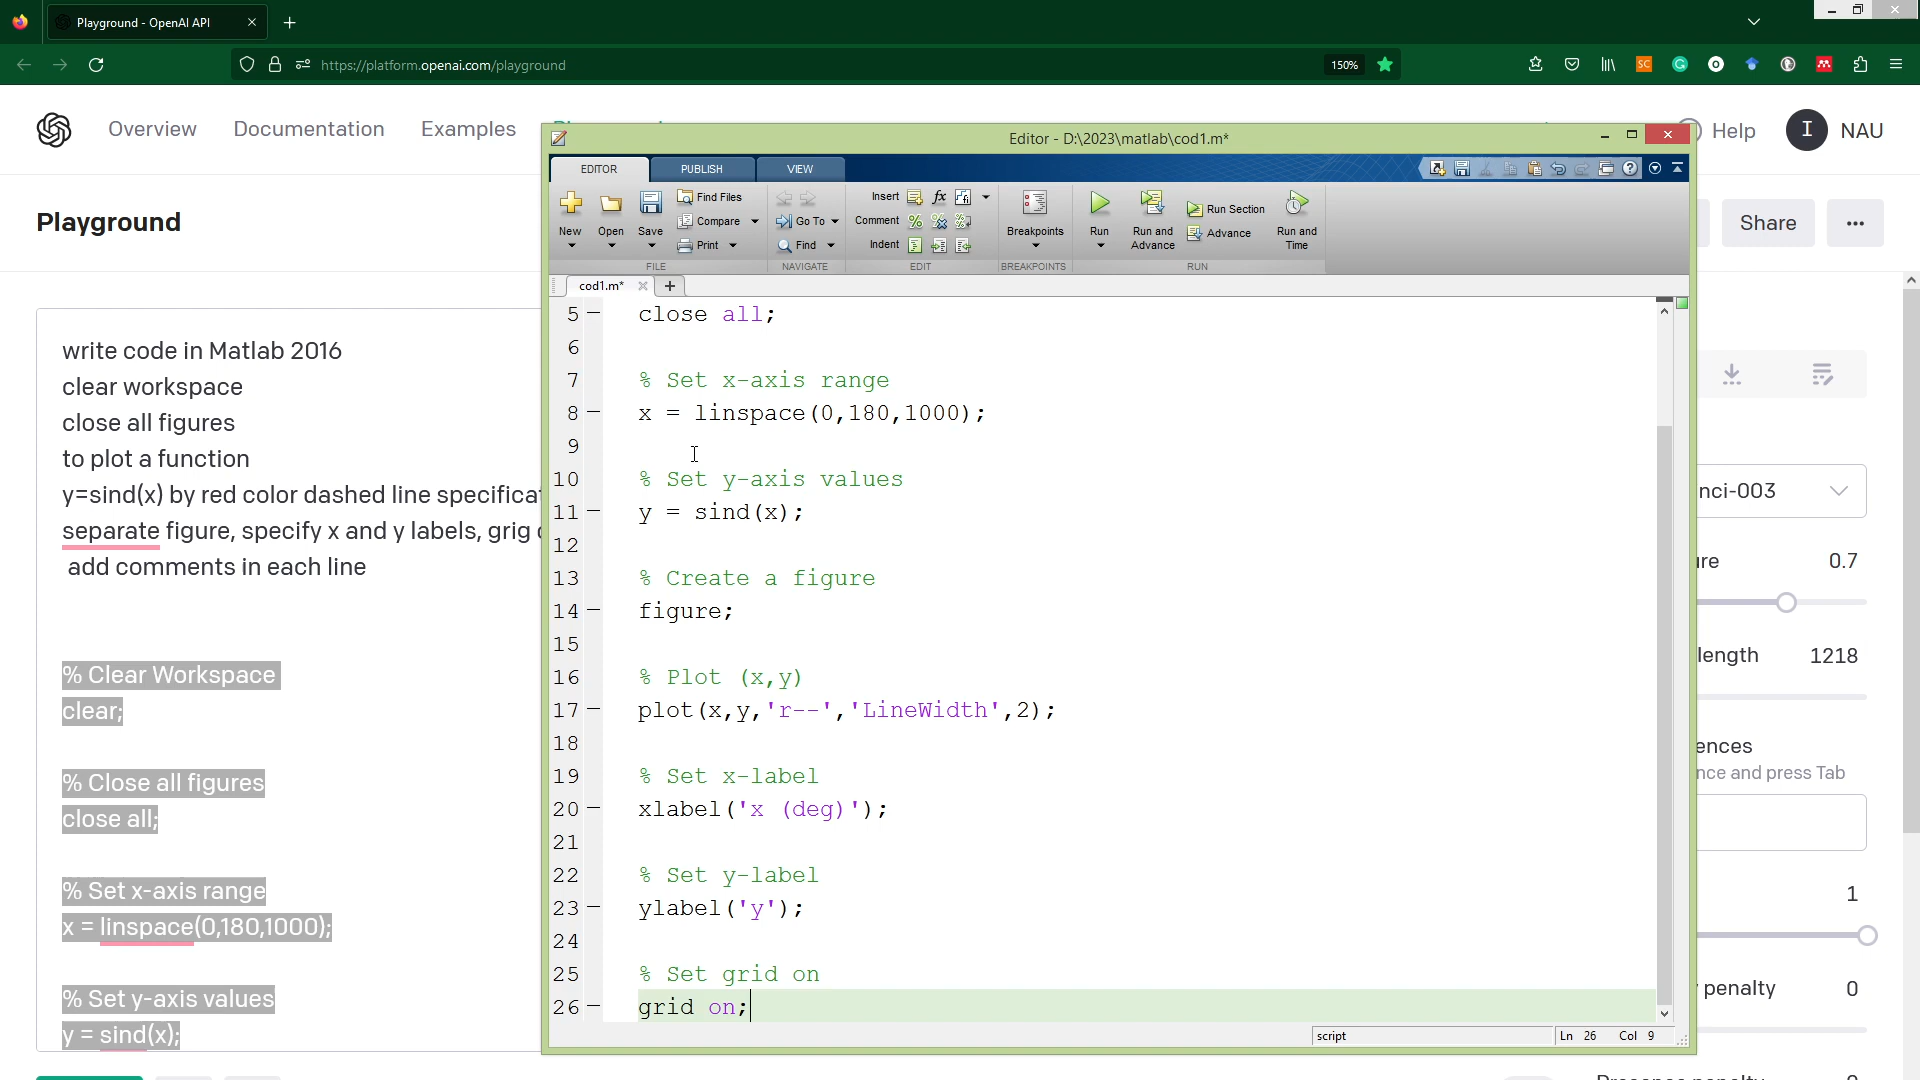 Playground - OpenAI API
https://platform.openai.com/playground
150%
SC
Overview
Documentation
Examples
Help
I
NAU
Playground
Share
write code in Matlab 2016
clear workspace
close all figures
to plot a function
y=sind(x) by red color dashed line specificat
separate figure, specify x and y labels, grig
add comments in each line
% Clear Workspace
clear;
% Close all figures
close all;
% Set x-axis range
x = linspace(0,180,1000);
% Set y-axis values
y = sind(x);
Editor - D:\2023\matlab\cod1.m*
EDITOR
PUBLISH
VIEW
New
Open
Save
Find Files
Compare
Print
FILE
Go To
Find
NAVIGATE
Insert
fx
Comment
Indent
EDIT
Breakpoints
BREAKPOINTS
Run
Run and
Advance
Run Section
Advance
Run and
Time
RUN
cod1.m*
5 close all;
6
7 % Set x-axis range
8 x = linspace(0,180,1000);
9
10 % Set y-axis values
11 y = sind(x);
12
13 % Create a figure
14 figure;
15
16 % Plot (x,y)
17 plot(x,y,'r--','LineWidth',2);
18
19 % Set x-label
20 xlabel('x (deg)');
21
22 % Set y-label
23 ylabel('y');
24
25 % Set grid on
26 grid on;
script
Ln 26 Col 9
nci-003
re
0.7
length
1218
ences
nce and press Tab
1
penalty
0